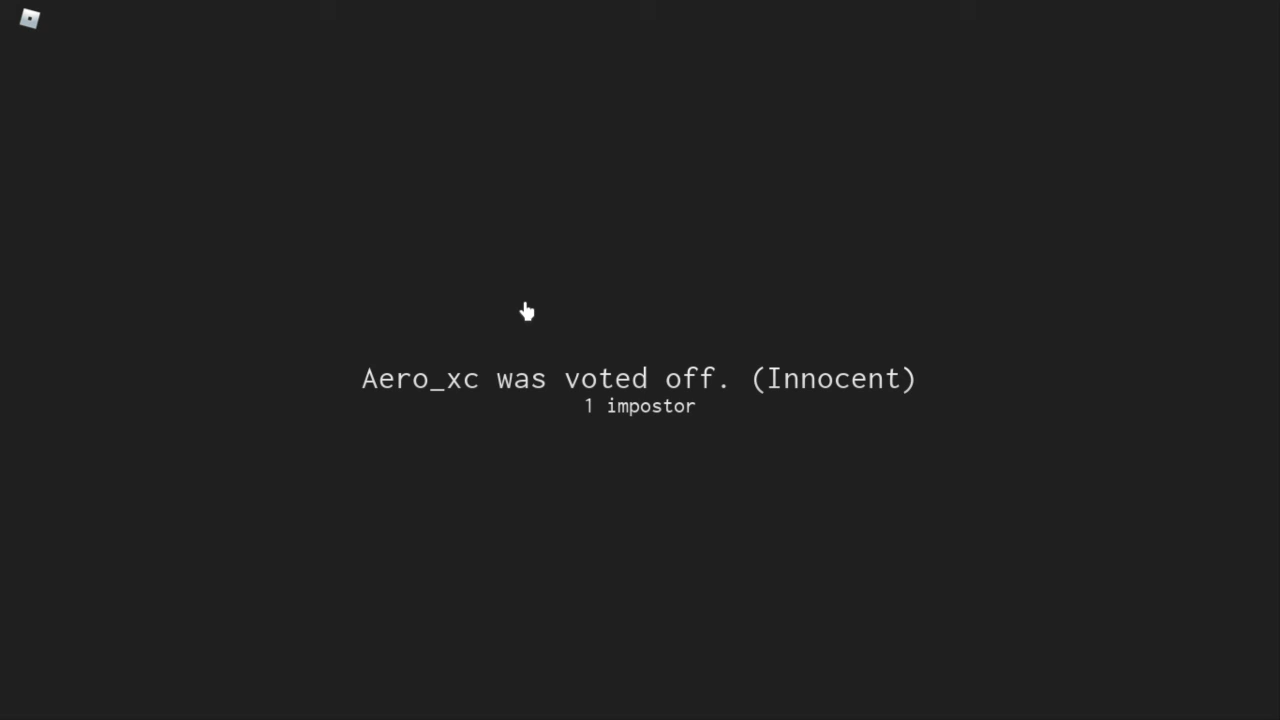 Aero_xc was voted off. (Innocent)
1 impostor